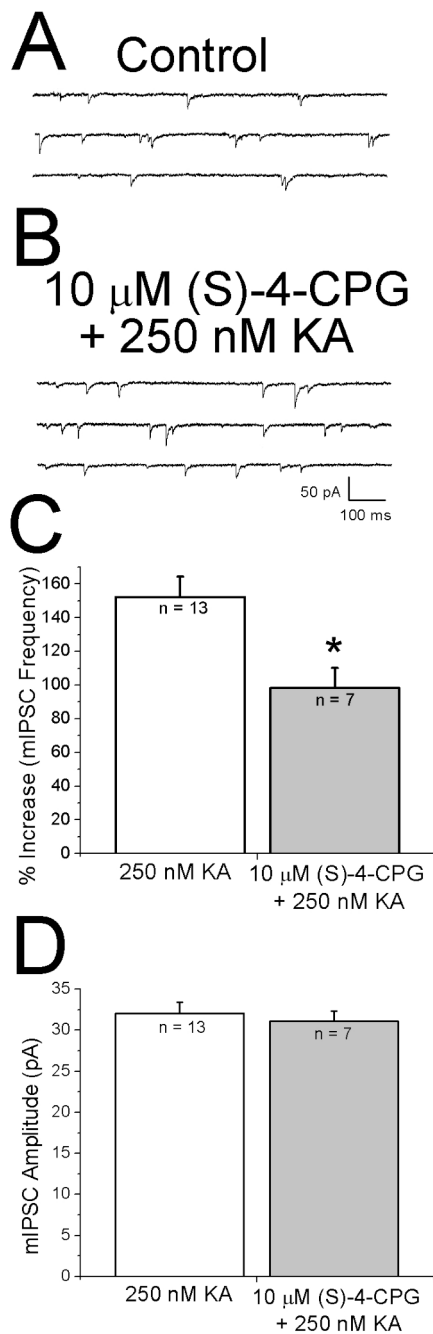 A
Control
B
10 μM (S)-4-CPG
+ 250 nM KA
50 pA
100 ms
C
% Increase (mIPSC Frequency)
160
140
120
100
80
60
40
20
0
n = 13
*
n = 7
250 nM KA
10 μM (S)-4-CPG
+ 250 nM KA
D
mIPSC Amplitude (pA)
35
30
25
20
15
10
5
0
n = 13
n = 7
250 nM KA
10 μM (S)-4-CPG
+ 250 nM KA